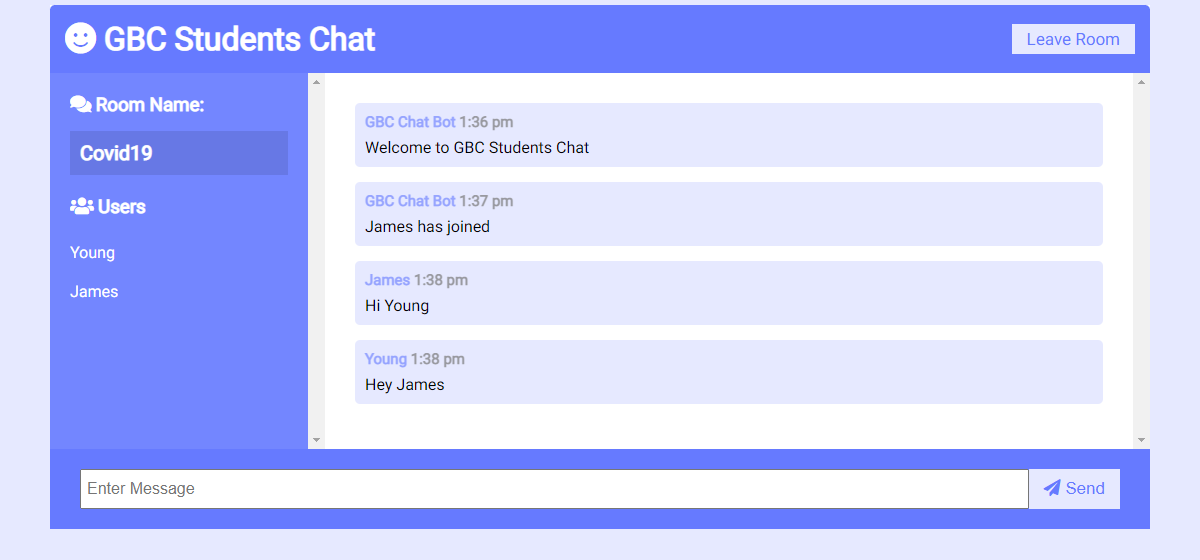 GBC Students Chat
Leave Room
Room Name:
Covid19
Users
Young
James
GBC Chat Bot 1:36 pm
Welcome to GBC Students Chat
GBC Chat Bot 1:37 pm
James has joined
James 1:38 pm
Hi Young
Young 1:38 pm
Hey James
Enter Message
Send